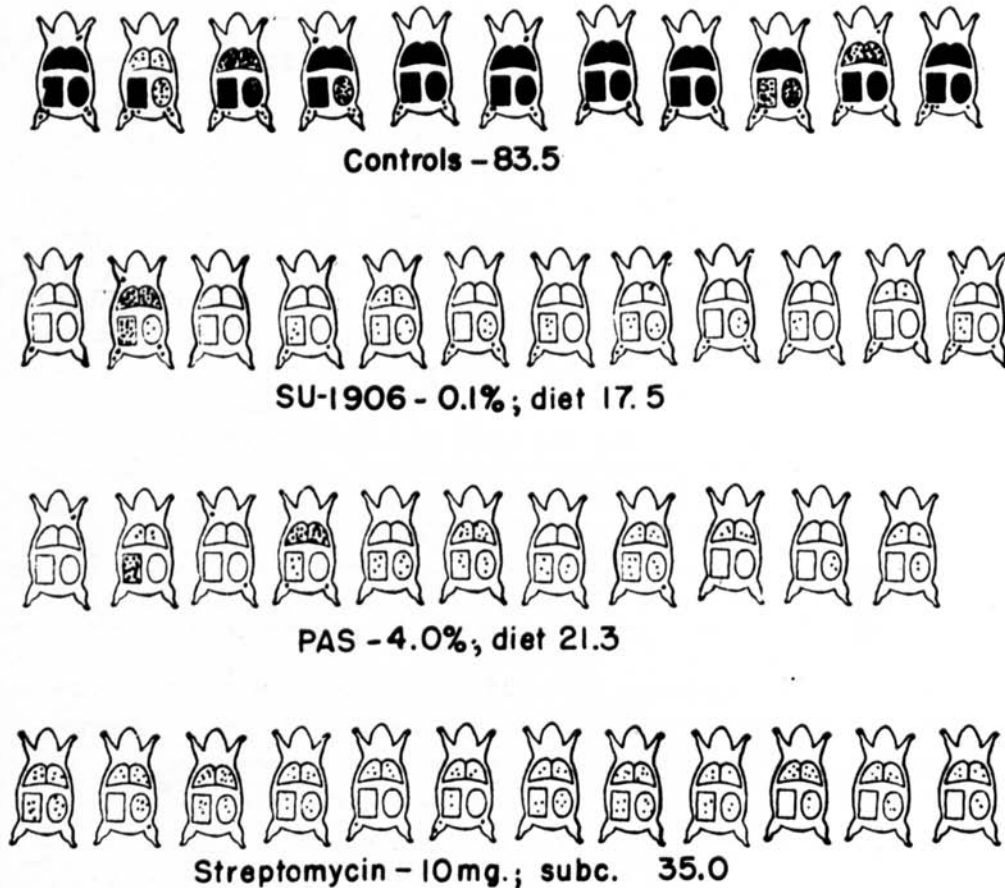 Controls - 83.5
SU-1906 - 0.1%; diet 17.5
PAS - 4.0%; diet 21.3
Streptomycin - 10mg.; subc. 35.0